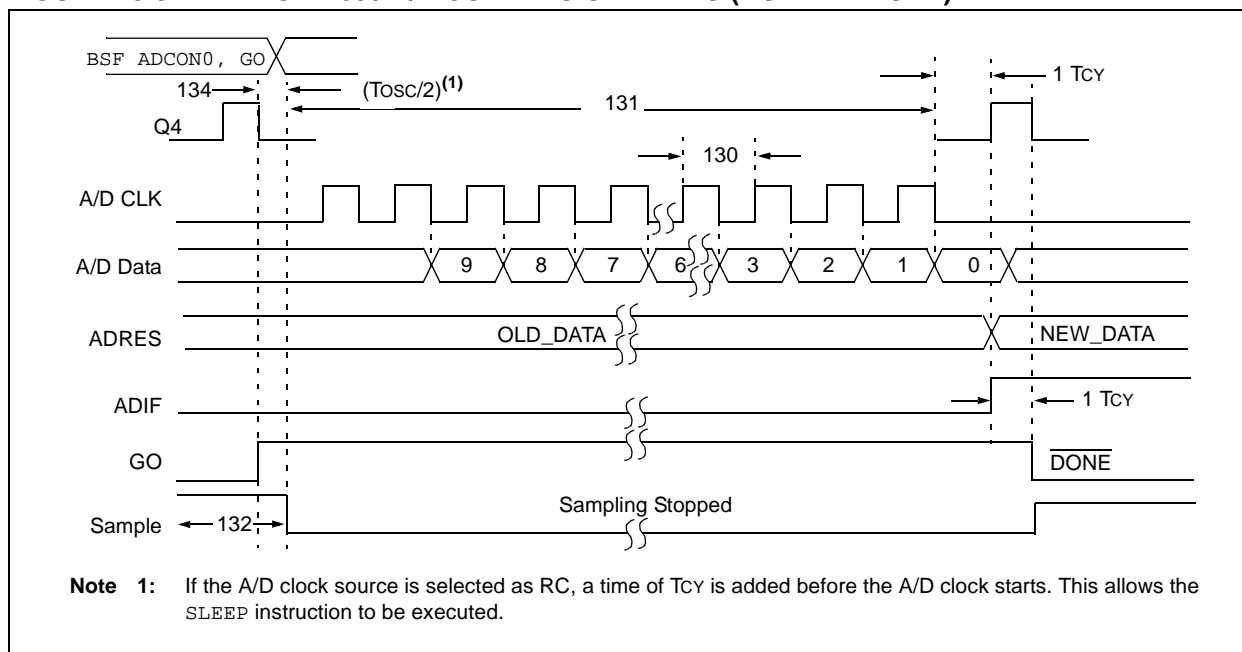 BSF ADCON0, GO
134
(TOSC/2)(1)
131
1 TCY
Q4
130
A/D CLK
A/D Data
9 8 7 6 3 2 1 0
ADRES
OLD_DATA
NEW_DATA
ADIF
1 TCY
GO
DONE
Sampling Stopped
Sample
132
Note 1: If the A/D clock source is selected as RC, a time of TCY is added before the A/D clock starts. This allows the
SLEEP instruction to be executed.